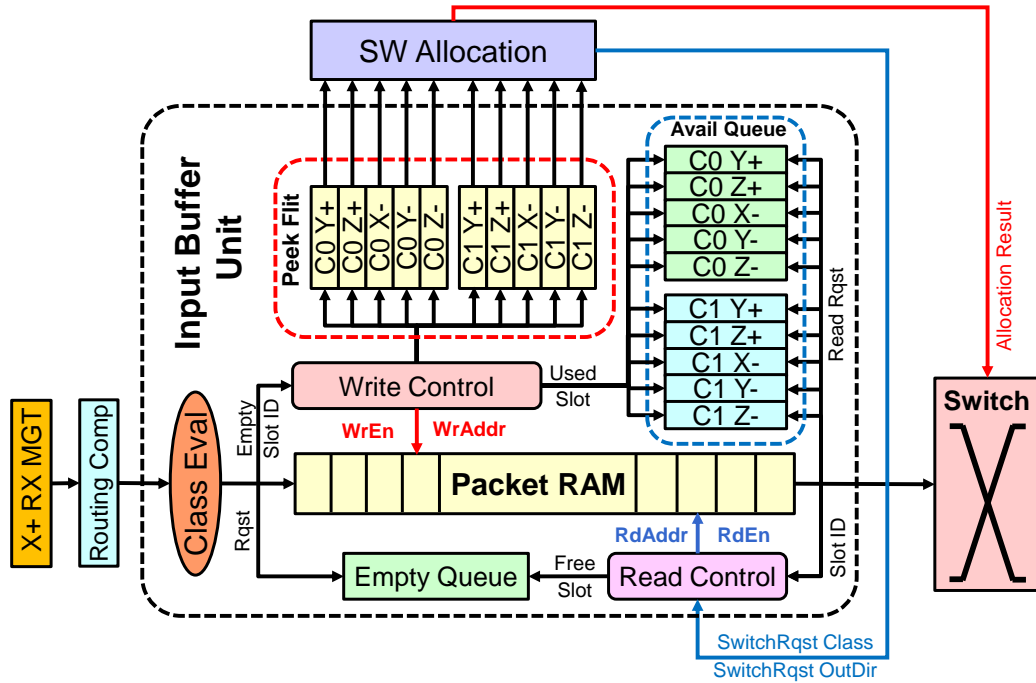 SW Allocation
Avail Queue
C0 Y+
C0 Z+
C0 X-
C0 Y-
C0 Z-
C1 Y+
C1 Z+
C1 X-
C1 Y-
C1 Z-
Input Buffer
Unit
Peek Flit
C0 Y+
C0 Z+
C0 X-
C0 Y-
C0 Z-
C1 Y+
C1 Z+
C1 X-
C1 Y-
C1 Z-
Read Rqst
Allocation Result
Write Control
Used
Slot
Empty
Slot ID
WrEn WrAddr
Switch
X+ RX MGT
Routing Comp
Class Eval
Packet RAM
Rqst
RdAddr RdEn
Slot ID
Empty Queue
Free
Slot
Read Control
SwitchRqst Class
SwitchRqst OutDir